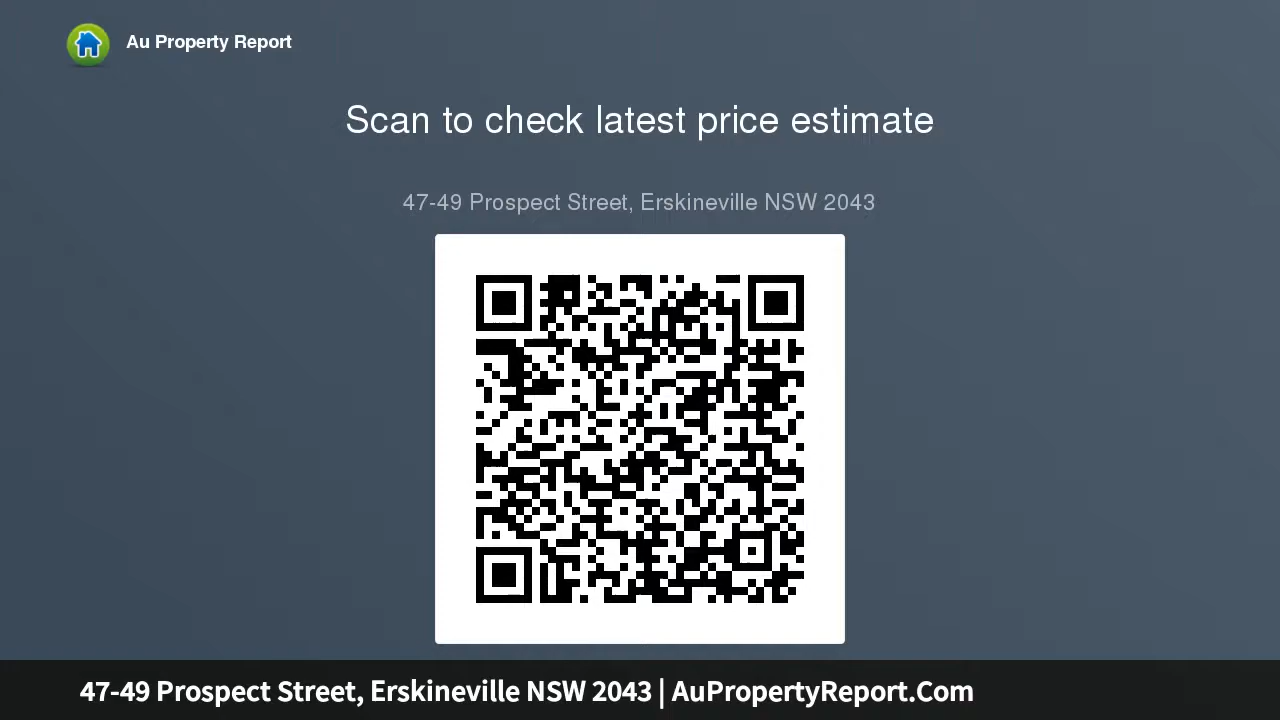 Au Property Report
Scan to check latest price estimate
47-49 Prospect Street, Erskineville NSW 2043
47-49 Prospect Street, Erskineville NSW 2043 | AuPropertyReport.Com